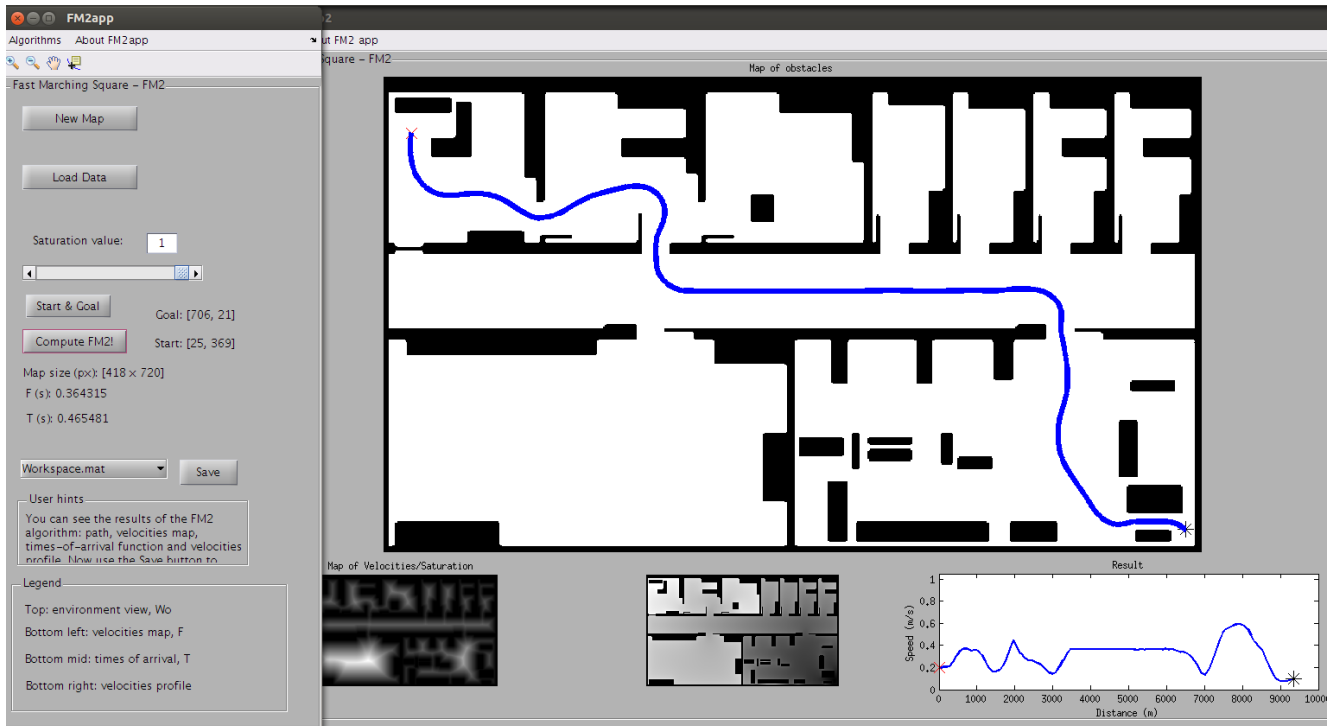 FM2app
Algorithms About FM2app
Fast Marching Square – FM2
New Map
Load Data
Saturation value: 1
Start & Goal
Goal: [706, 21]
Compute FM2!
Start: [25, 369]
Map size (px): [418 x 720]
F (s): 0.364315
T (s): 0.465481
Workspace.mat
Save
User hints
You can see the results of the FM2
algorithm: path, velocities map,
times-of-arrival function and velocities
profile. Now use the Save button to
Legend
Top: environment view, Wo
Bottom left: velocities map, F
Bottom mid: times of arrival, T
Bottom right: velocities profile
ut FM2 app
Square – FM2
Map of obstacles
Map of Velocities/Saturation
Result
Speed (m/s)
1
0.8
0.6
0.4
0.2
0
0 1000 2000 3000 4000 5000 6000 7000 8000 9000 10000
Distance (m)